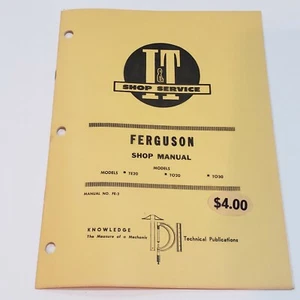 I&T
SHOP SERVICE
FERGUSON
SHOP MANUAL
MODELS
MODELS • TE20 • TO20 • TO30
MANUAL NO. FE-2
$4.00
KNOWLEDGE
The Measure of a Mechanic
Technical Publications